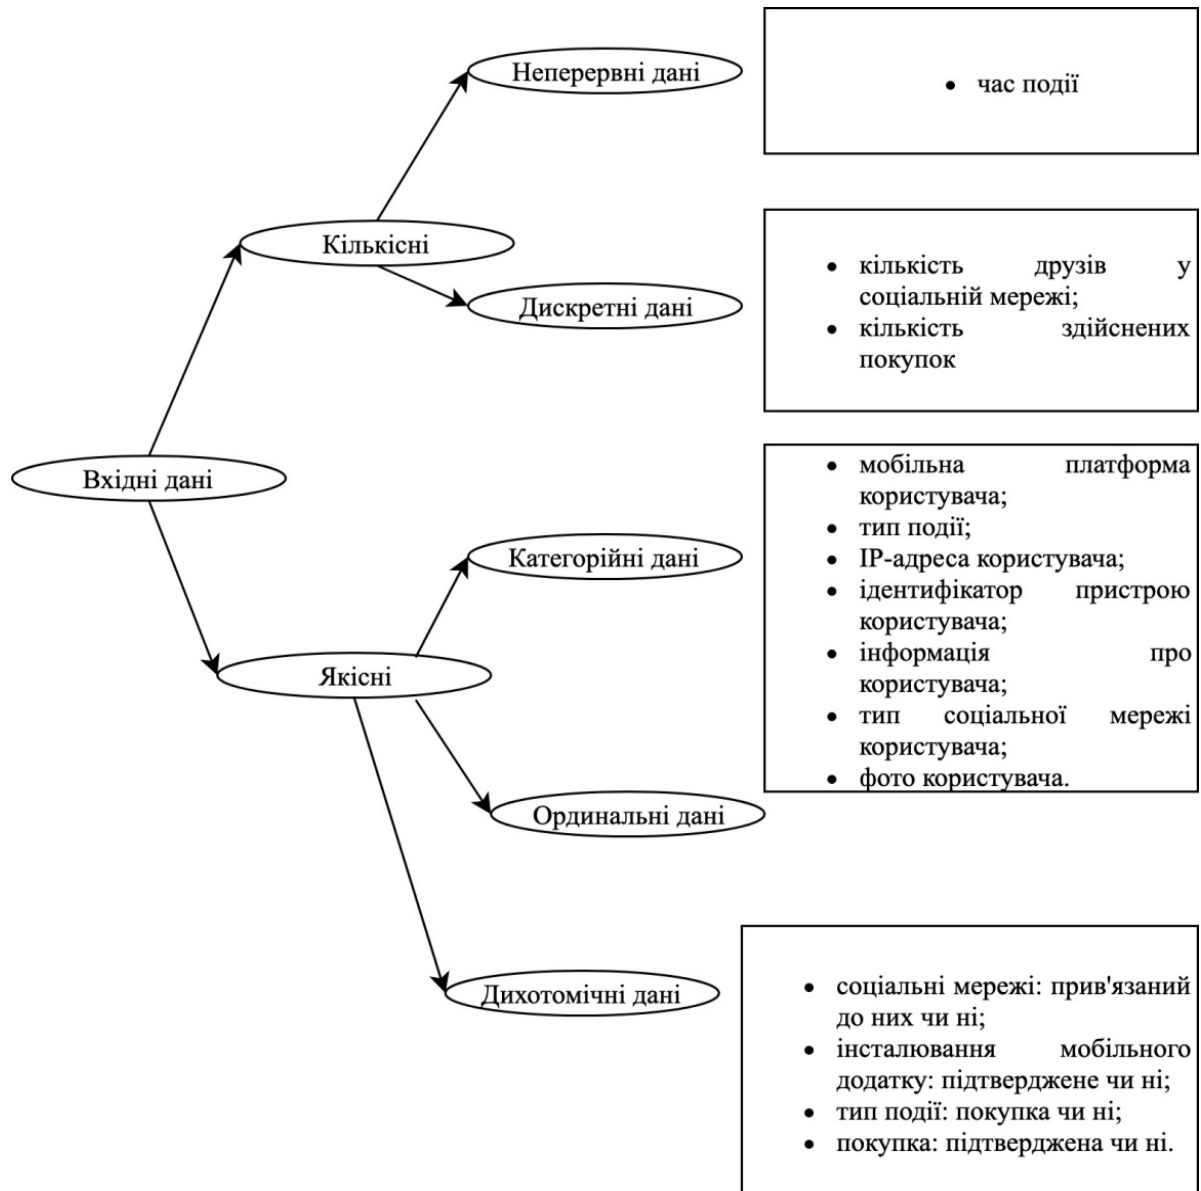 Неперервні дані
• час події
Кількісні
• кількість друзів у
соціальній мережі;
• кількість здійснених
покупок
Дискретні дані
Вхідні дані
• мобільна платформа
користувача;
• тип події;
• IP-адреса користувача;
• ідентифікатор пристрою
користувача;
• інформація про
користувача;
• тип соціальної мережі
користувача;
• фото користувача.
Категорійні дані
Якісні
Ординальні дані
Дихотомічні дані
• соціальні мережі: прив'язаний
до них чи ні;
• інсталювання мобільного
додатку: підтверджене чи ні;
• тип події: покупка чи ні;
• покупка: підтверджена чи ні.